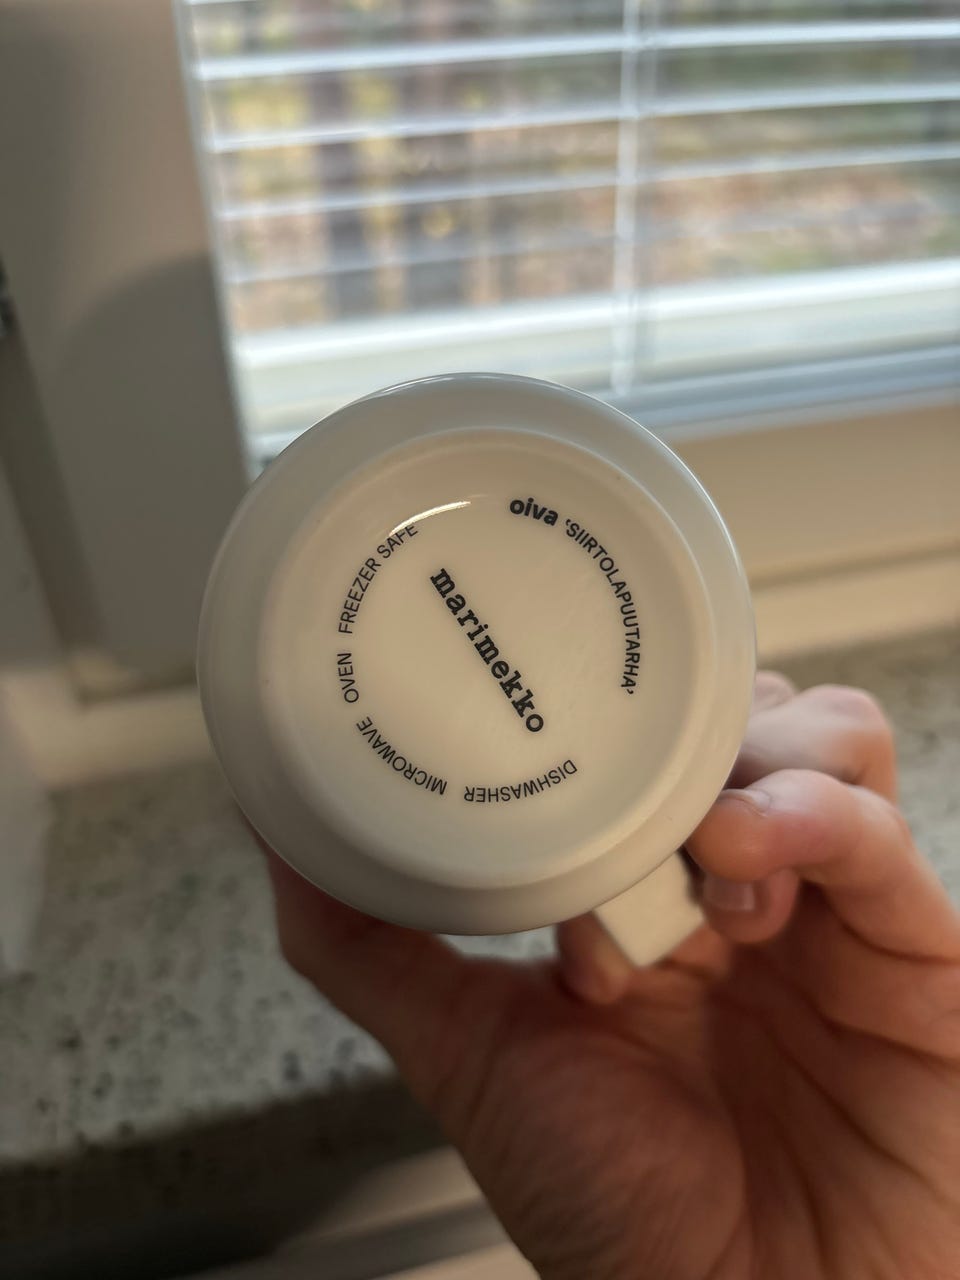 oiva ‘SIIRTOLAPUUTARHA’
marimekko
DISHWASHER MICROWAVE OVEN FREEZER SAFE